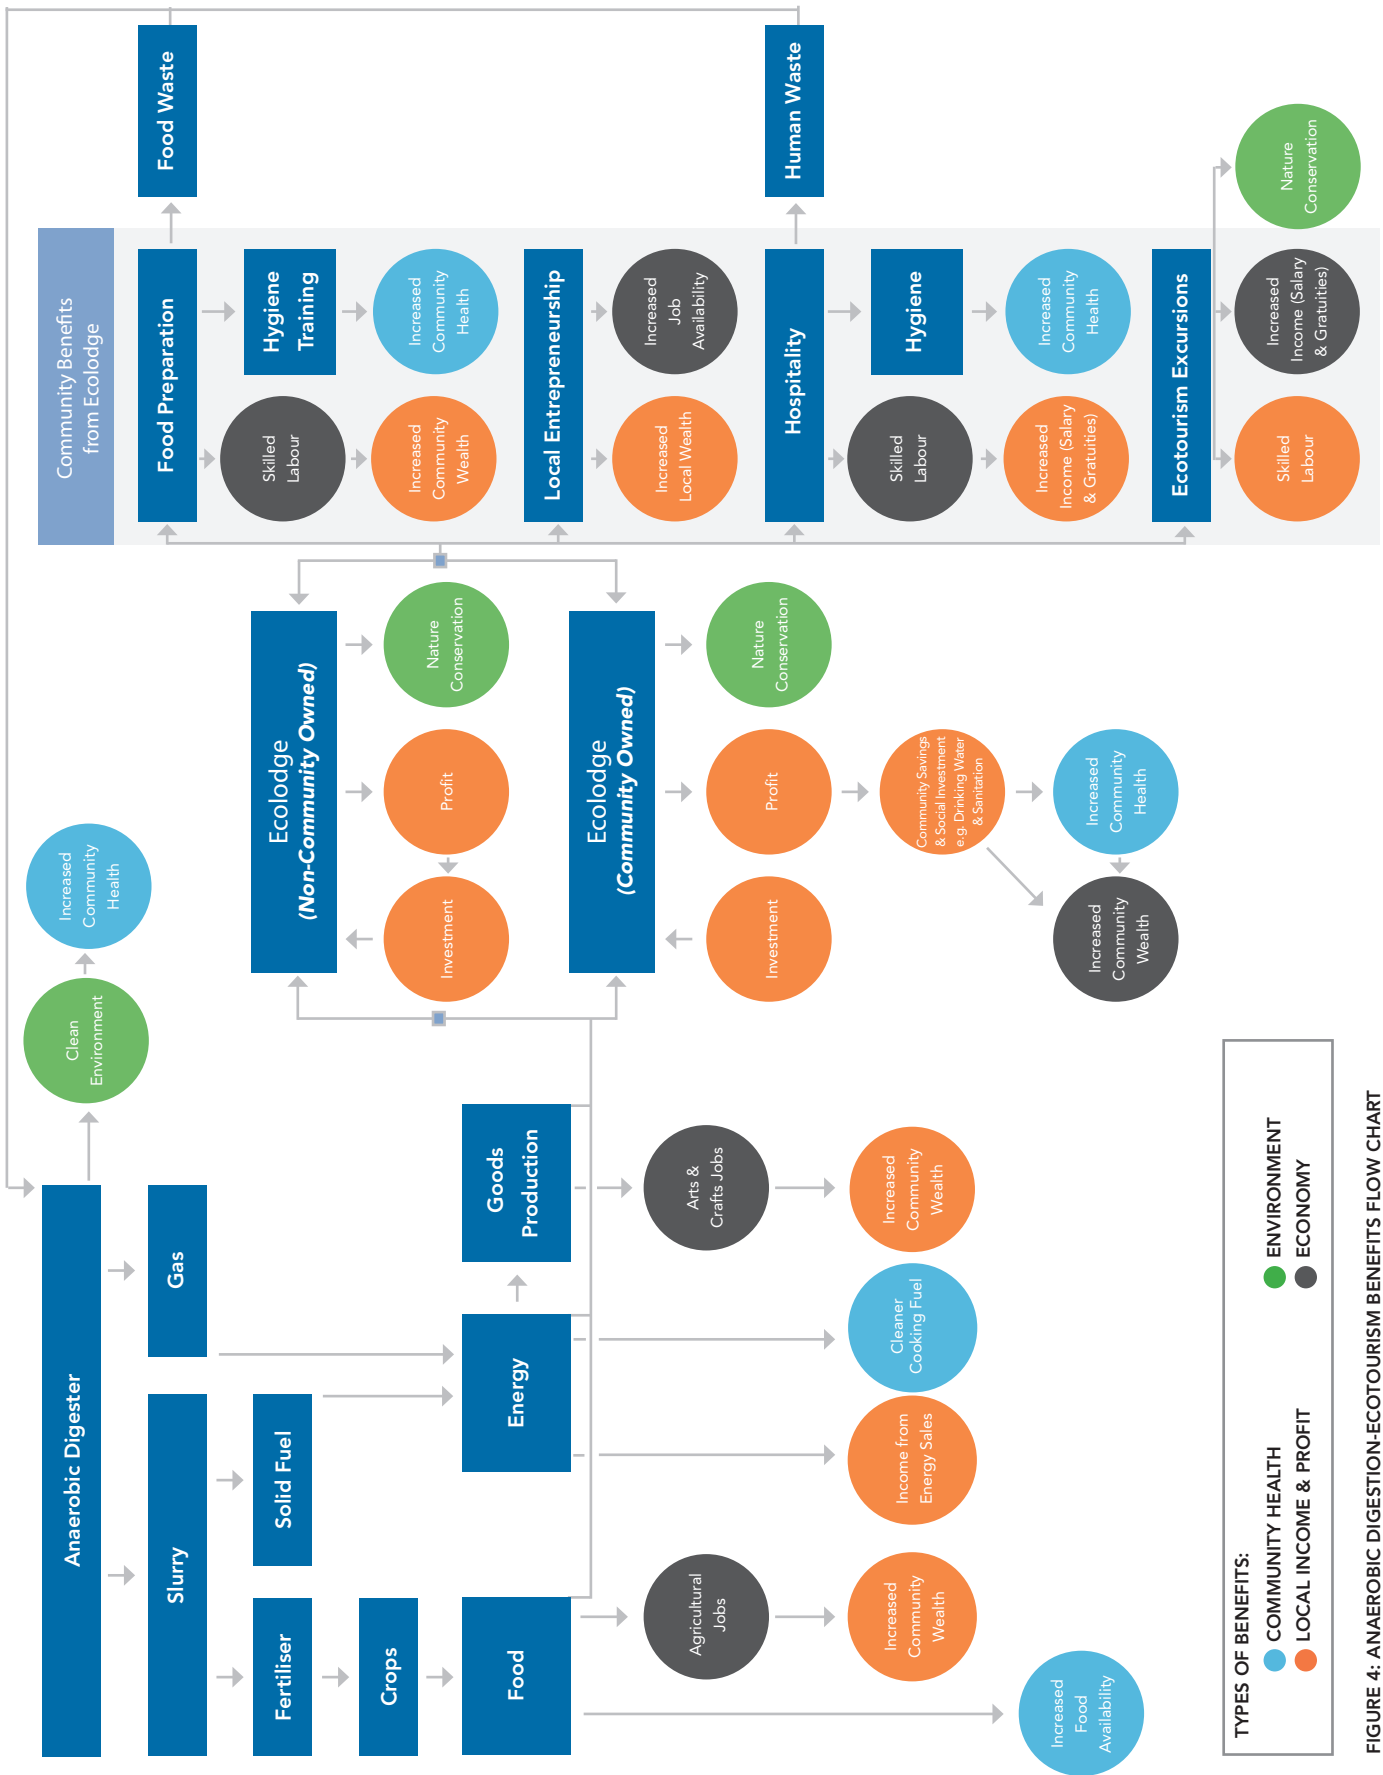 Anaerobic Digester
Slurry
Gas
Fertiliser
Solid Fuel
Crops
Food
Energy
Goods
Production
Clean
Environment
Increased
Community
Health
Agricultural
Jobs
Arts &
Crafts Jobs
Increased
Community
Wealth
Income from
Energy Sales
Cleaner
Cooking Fuel
Increased
Community
Wealth
Increased
Food
Availability
Ecolodge
(Non-Community Owned)
Investment
Profit
Nature
Conservation
Ecolodge
(Community Owned)
Investment
Profit
Nature
Conservation
Community Savings
& Social Investment
e.g. Drinking Water
& Sanitation
Increased
Community
Wealth
Increased
Community
Health
Community Benefits
from Ecolodge
Food Preparation
Food Waste
Skilled
Labour
Hygiene
Training
Increased
Community
Wealth
Increased
Community
Health
Local Entrepreneurship
Increased
Local Wealth
Increased
Job
Availability
Hospitality
Human Waste
Skilled
Labour
Hygiene
Increased
Income (Salary
& Gratuities)
Increased
Community
Health
Ecotourism Excursions
Skilled
Labour
Increased
Income (Salary
& Gratuities)
Nature
Conservation
TYPES OF BENEFITS:
COMMUNITY HEALTH
ENVIRONMENT
LOCAL INCOME & PROFIT
ECONOMY
FIGURE 4: ANAEROBIC DIGESTION-ECOTOURISM BENEFITS FLOW CHART